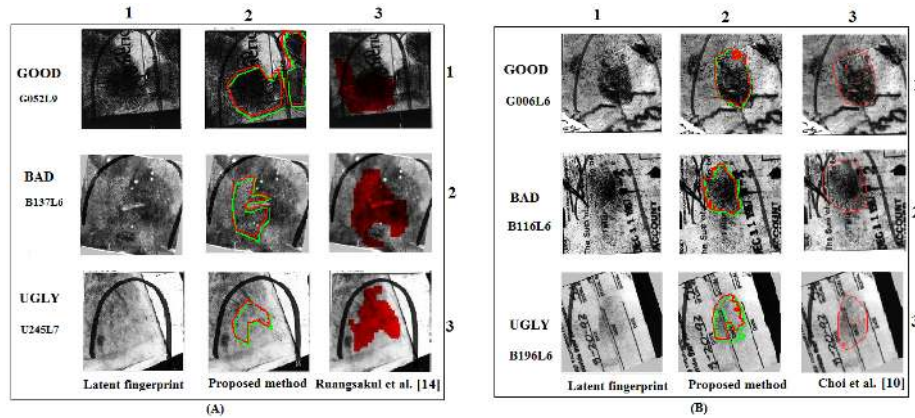 1 2 3
GOOD
G052L9
1
BAD
B137L6
2
UGLY
U245L7
3
Latent fingerprint Proposed method Ruangsakul et al. [14]
(A)
1 2 3
GOOD
G006L6
BAD
B116L6
UGLY
B196L6
Latent fingerprint Proposed method Choi et al. [10]
(B)